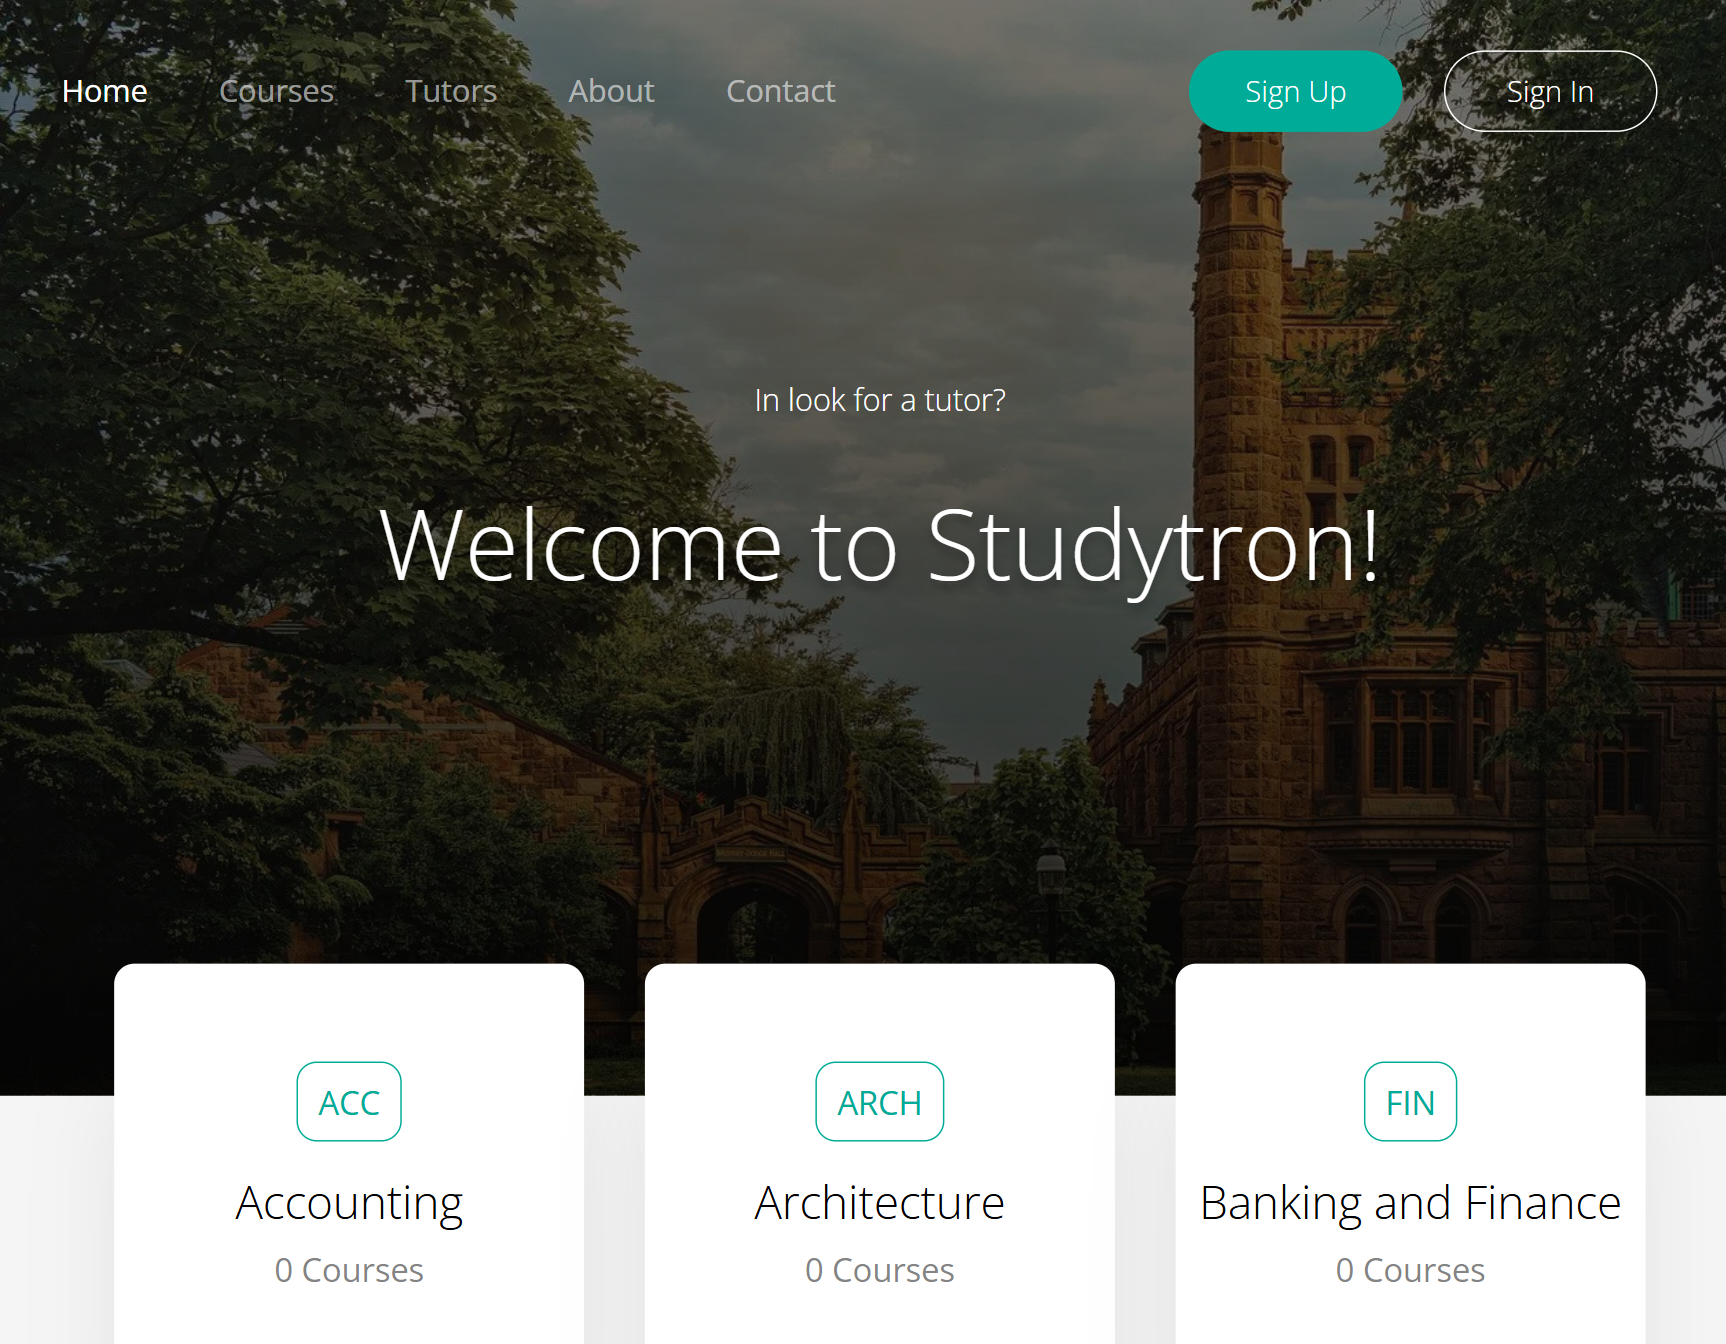 Home Courses Tutors About Contact Sign Up Sign In
In look for a tutor?
Welcome to Studytron!
ACC
Accounting
0 Courses
ARCH
Architecture
0 Courses
FIN
Banking and Finance
0 Courses